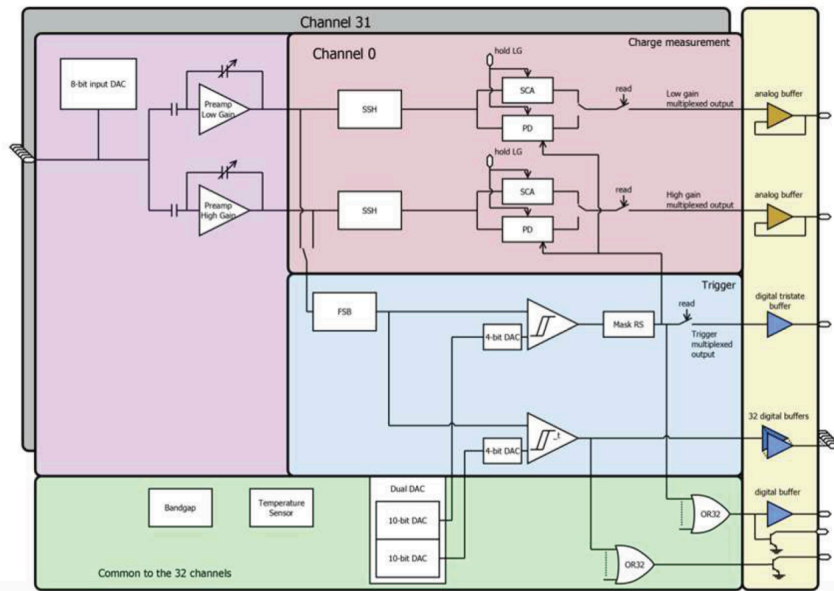 Channel 31
Channel 0
Charge measurement
hold LG
8-bit input DAC
Preamp
Low Gain
SSH
SCA
PD
read
Low gain
multiplexed output
analog buffer
hold LG
Preamp
High Gain
SSH
SCA
PD
read
High gain
multiplexed output
analog buffer
Trigger
FSB
4-bit DAC
Mask RS
read
Trigger
multiplexed
output
digital tristate
buffer
4-bit DAC
_t
32 digital buffers
Dual DAC
Bandgap
Temperature
Sensor
10-bit DAC
10-bit DAC
OR32
digital buffer
OR32
Common to the 32 channels